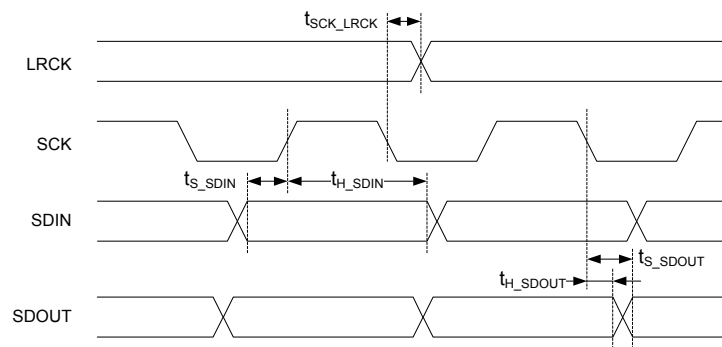 tSCK_LRCK
LRCK
SCK
tS_SDIN
tH_SDIN
SDIN
tS_SDOUT
tH_SDOUT
SDOUT